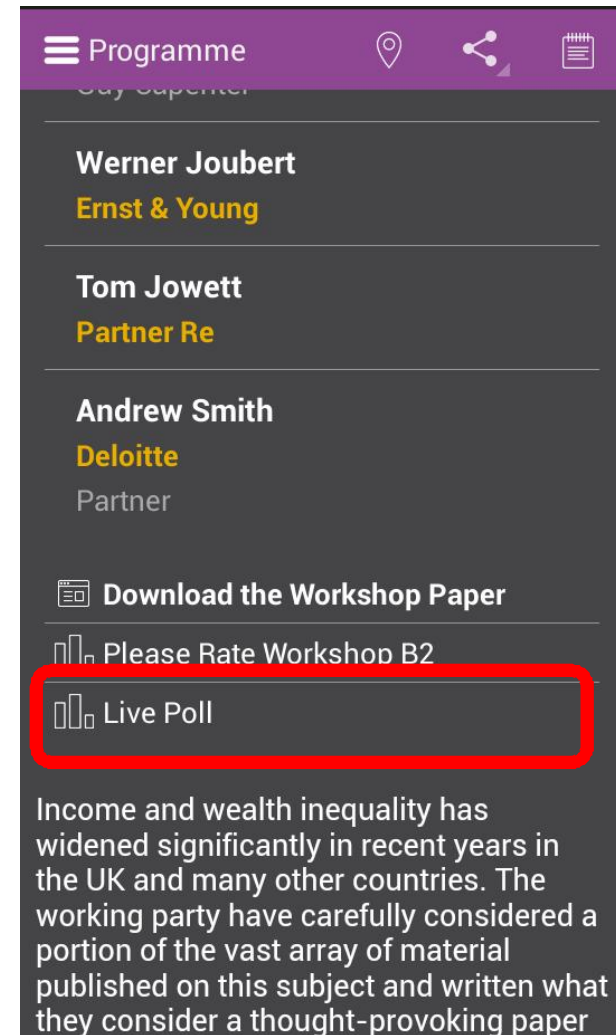 Programme
Guy Carpenter
Werner Joubert
Ernst & Young
Tom Jowett
Partner Re
Andrew Smith
Deloitte
Partner
Download the Workshop Paper
Please Rate Workshop B2
Live Poll
Income and wealth inequality has
widened significantly in recent years in
the UK and many other countries. The
working party have carefully considered a
portion of the vast array of material
published on this subject and written what
they consider a thought-provoking paper